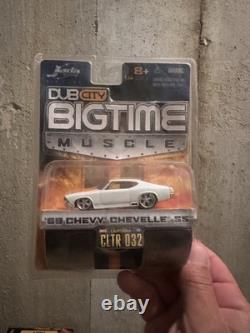 Jada
8+
DUB CITY
BIGTIME
MUSCLE
'69 CHEVY CHEVELLE SS
CLTR 032